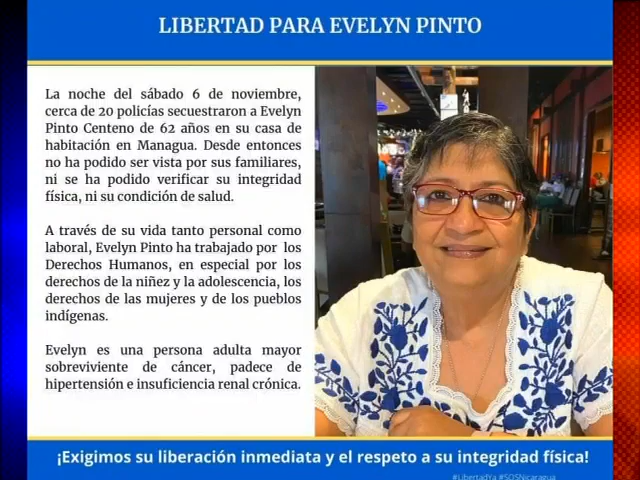 LIBERTAD PARA EVELYN PINTO
La noche del sábado 6 de noviembre,
cerca de 20 policías secuestraron a Evelyn
Pinto Centeno de 62 años en su casa de
habitación en Managua. Desde entonces
no ha podido ser vista por sus familiares,
ni se ha podido verificar su integridad
física, ni su condición de salud.
A través de su vida tanto personal como
laboral, Evelyn Pinto ha trabajado por los
Derechos Humanos, en especial por los
derechos de la niñez y la adolescencia, los
derechos de las mujeres y de los pueblos
indígenas.
Evelyn es una persona adulta mayor
sobreviviente de cáncer, padece de
hipertensión e insuficiencia renal crónica.
¡Exigimos su liberación inmediata y el respeto a su integridad física!
#LibertadYa #SOSNicaragua